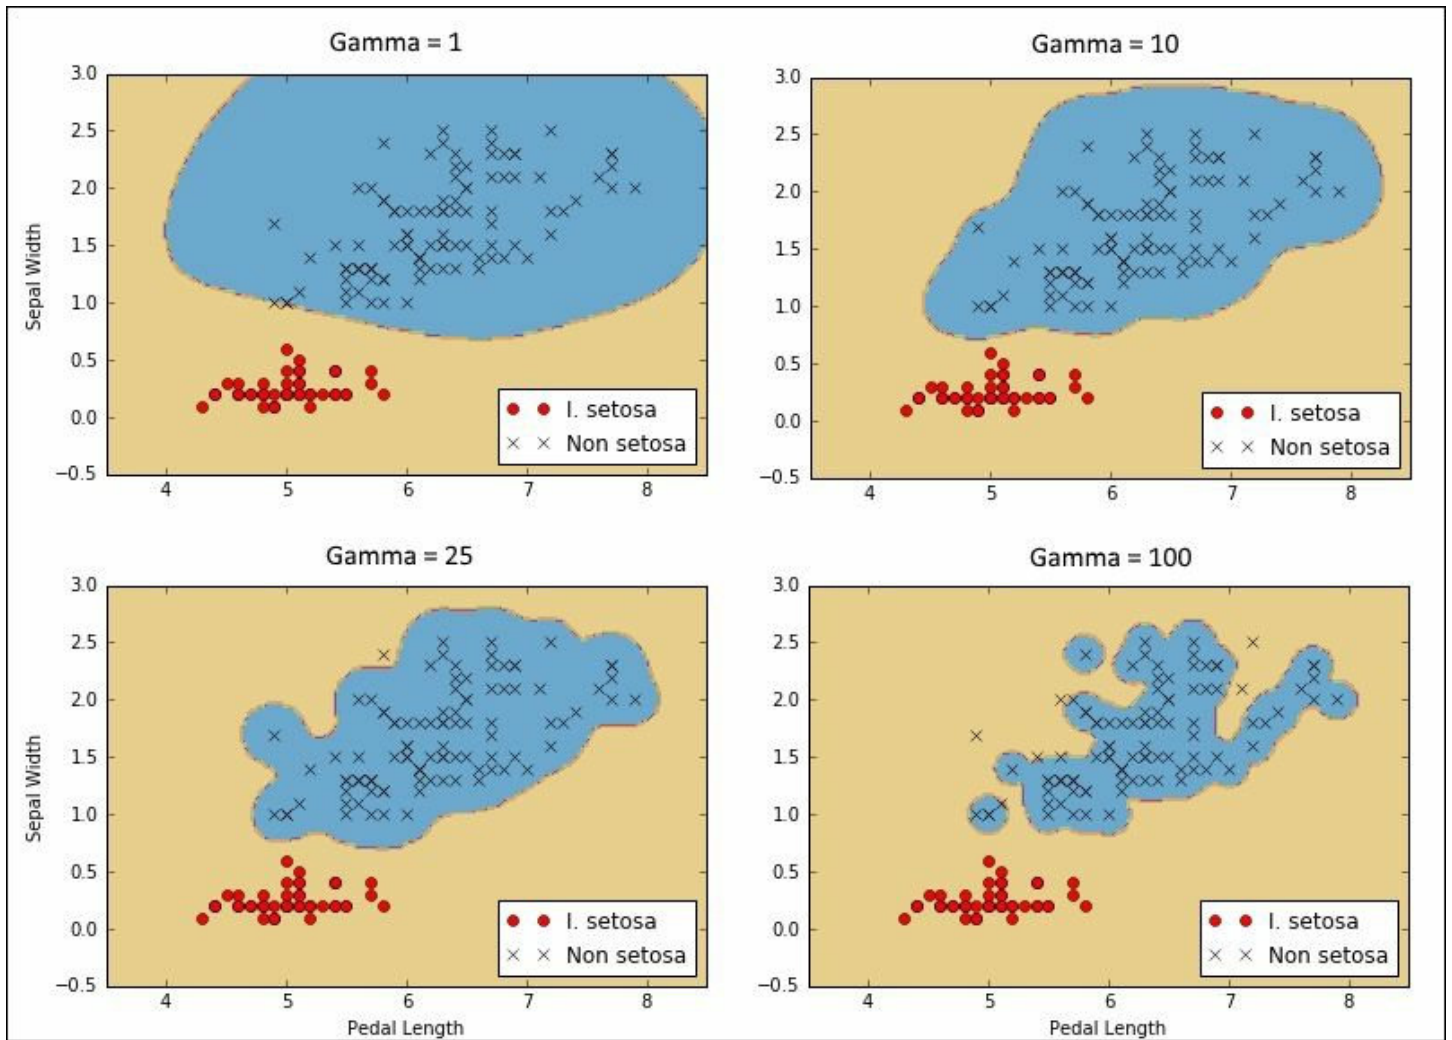 Gamma = 1
3.0
2.5
2.0
1.5
1.0
0.5
0.0
−0.5
Sepal Width
4 5 6 7 8
I. setosa
Non setosa
Gamma = 10
3.0
2.5
2.0
1.5
1.0
0.5
0.0
−0.5
4 5 6 7 8
I. setosa
Non setosa
Gamma = 25
3.0
2.5
2.0
1.5
1.0
0.5
0.0
−0.5
Sepal Width
4 5 6 7 8
Pedal Length
I. setosa
Non setosa
Gamma = 100
3.0
2.5
2.0
1.5
1.0
0.5
0.0
−0.5
4 5 6 7 8
Pedal Length
I. setosa
Non setosa